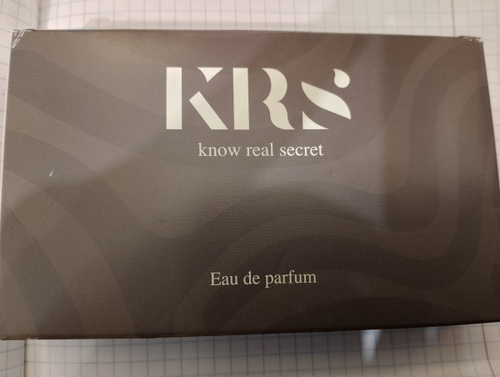 KRS
know real secret
Eau de parfum